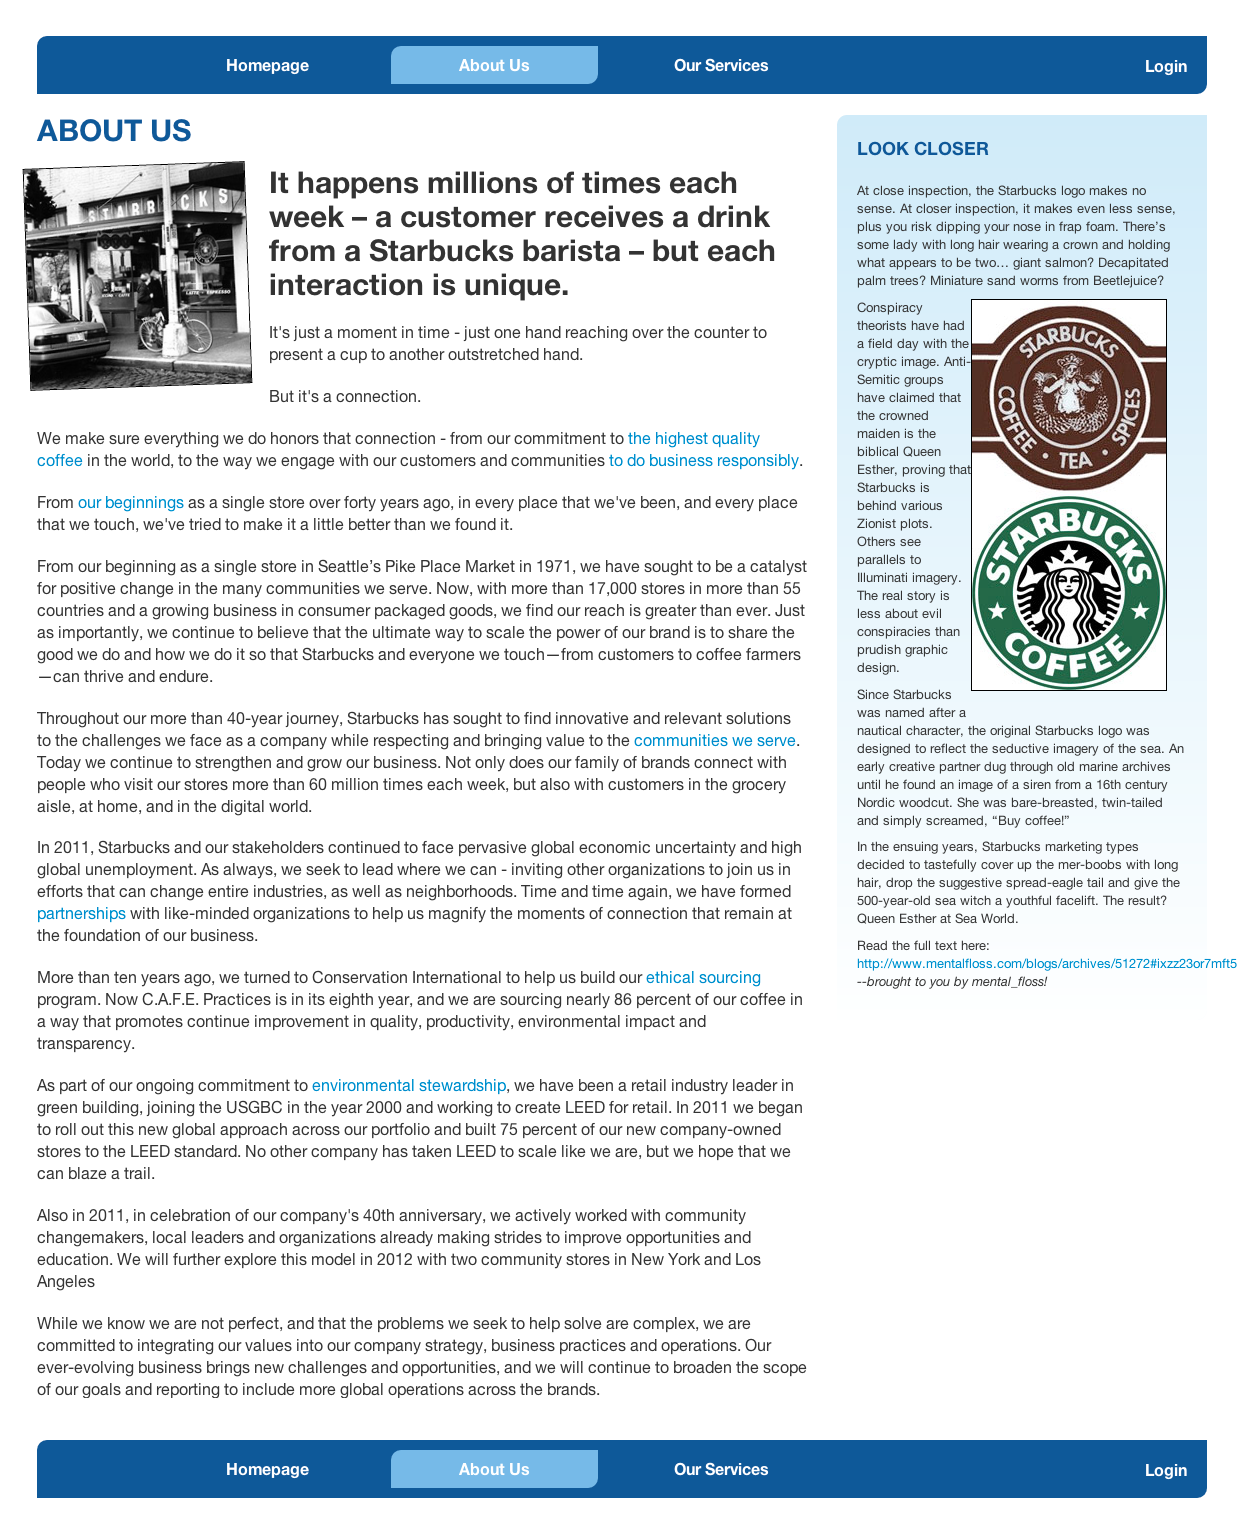 Homepage
About Us
Our Services
Login
ABOUT US
STARBUCKS
It happens millions of times each
week – a customer receives a drink
from a Starbucks barista – but each
interaction is unique.
It's just a moment in time - just one hand reaching over the counter to
present a cup to another outstretched hand.
But it's a connection.
We make sure everything we do honors that connection - from our commitment to the highest quality
coffee in the world, to the way we engage with our customers and communities to do business responsibly.
From our beginnings as a single store over forty years ago, in every place that we've been, and every place
that we touch, we've tried to make it a little better than we found it.
From our beginning as a single store in Seattle’s Pike Place Market in 1971, we have sought to be a catalyst
for positive change in the many communities we serve. Now, with more than 17,000 stores in more than 55
countries and a growing business in consumer packaged goods, we find our reach is greater than ever. Just
as importantly, we continue to believe that the ultimate way to scale the power of our brand is to share the
good we do and how we do it so that Starbucks and everyone we touch—from customers to coffee farmers
—can thrive and endure.
Throughout our more than 40-year journey, Starbucks has sought to find innovative and relevant solutions
to the challenges we face as a company while respecting and bringing value to the communities we serve.
Today we continue to strengthen and grow our business. Not only does our family of brands connect with
people who visit our stores more than 60 million times each week, but also with customers in the grocery
aisle, at home, and in the digital world.
In 2011, Starbucks and our stakeholders continued to face pervasive global economic uncertainty and high
global unemployment. As always, we seek to lead where we can - inviting other organizations to join us in
efforts that can change entire industries, as well as neighborhoods. Time and time again, we have formed
partnerships with like-minded organizations to help us magnify the moments of connection that remain at
the foundation of our business.
More than ten years ago, we turned to Conservation International to help us build our ethical sourcing
program. Now C.A.F.E. Practices is in its eighth year, and we are sourcing nearly 86 percent of our coffee in
a way that promotes continue improvement in quality, productivity, environmental impact and
transparency.
As part of our ongoing commitment to environmental stewardship, we have been a retail industry leader in
green building, joining the USGBC in the year 2000 and working to create LEED for retail. In 2011 we began
to roll out this new global approach across our portfolio and built 75 percent of our new company-owned
stores to the LEED standard. No other company has taken LEED to scale like we are, but we hope that we
can blaze a trail.
Also in 2011, in celebration of our company's 40th anniversary, we actively worked with community
changemakers, local leaders and organizations already making strides to improve opportunities and
education. We will further explore this model in 2012 with two community stores in New York and Los
Angeles
While we know we are not perfect, and that the problems we seek to help solve are complex, we are
committed to integrating our values into our company strategy, business practices and operations. Our
ever-evolving business brings new challenges and opportunities, and we will continue to broaden the scope
of our goals and reporting to include more global operations across the brands.
LOOK CLOSER
At close inspection, the Starbucks logo makes no
sense. At closer inspection, it makes even less sense,
plus you risk dipping your nose in frap foam. There’s
some lady with long hair wearing a crown and holding
what appears to be two… giant salmon? Decapitated
palm trees? Miniature sand worms from Beetlejuice?
Conspiracy
theorists have had
a field day with the
cryptic image. Anti-
Semitic groups
have claimed that
the crowned
maiden is the
biblical Queen
Esther, proving that
Starbucks is
behind various
Zionist plots.
Others see
parallels to
Illuminati imagery.
The real story is
less about evil
conspiracies than
prudish graphic
design.
STARBUCKS
COFFEE • TEA • SPICES
STARBUCKS
COFFEE
Since Starbucks
was named after a
nautical character, the original Starbucks logo was
designed to reflect the seductive imagery of the sea. An
early creative partner dug through old marine archives
until he found an image of a siren from a 16th century
Nordic woodcut. She was bare-breasted, twin-tailed
and simply screamed, “Buy coffee!”
In the ensuing years, Starbucks marketing types
decided to tastefully cover up the mer-boobs with long
hair, drop the suggestive spread-eagle tail and give the
500-year-old sea witch a youthful facelift. The result?
Queen Esther at Sea World.
Read the full text here:
http://www.mentalfloss.com/blogs/archives/51272#ixzz23or7mft5
--brought to you by mental_floss!
Homepage
About Us
Our Services
Login